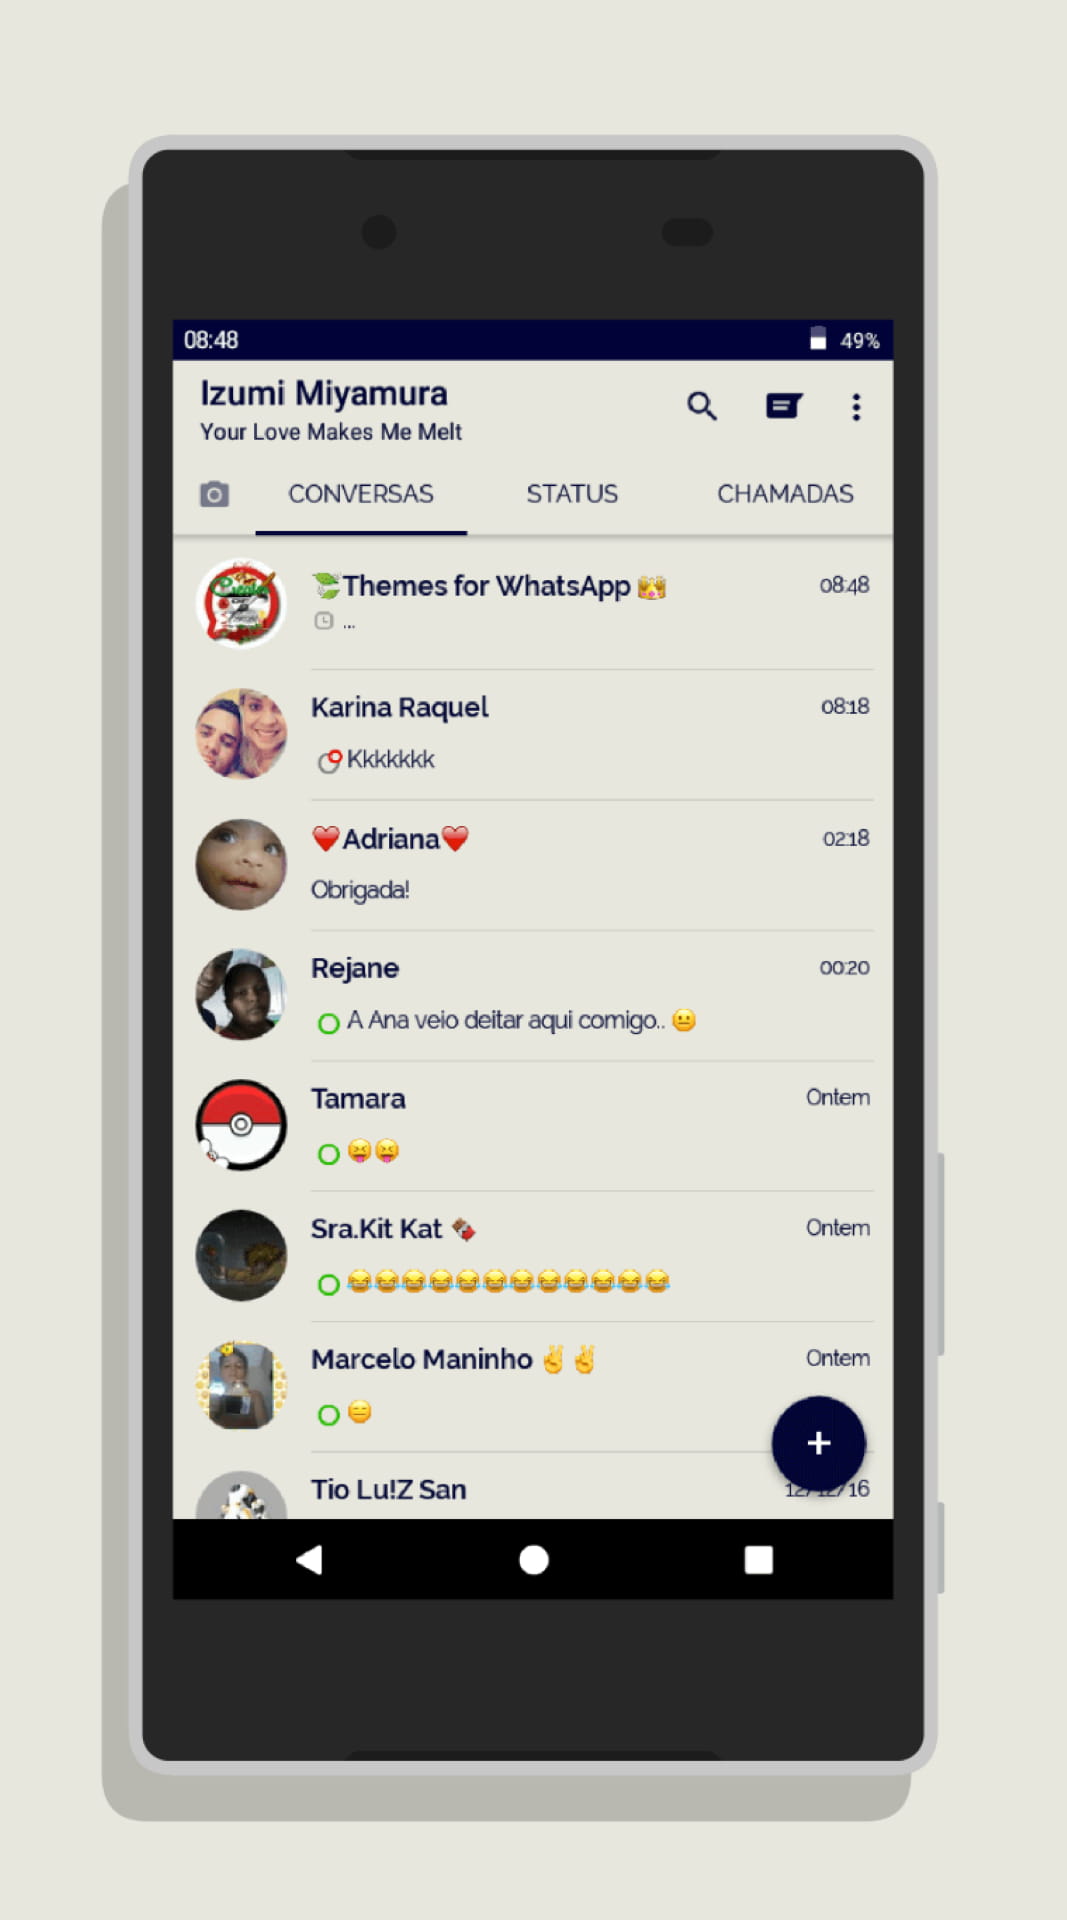 08:48 49%
Izumi Miyamura
Your Love Makes Me Melt
CONVERSAS STATUS CHAMADAS
🍃Themes for WhatsApp 👑 08:48
...
Karina Raquel 08:18
Kkkkkkk
❤Adriana❤ 02:18
Obrigada!
Rejane 00:20
A Ana veio deitar aqui comigo.. 😐
Tamara Ontem
😝😝
Sra.Kit Kat 🍫 Ontem
😂😂😂😂😂😂😂😂😂😂😂😂
Marcelo Maninho ✌✌ Ontem
😑
+
Tio Lu!Z San 12/12/16